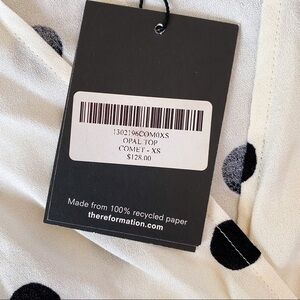 1302196COM0XS
OPAL TOP
COMET - XS
$128.00
Made from 100% recycled paper
thereformation.com